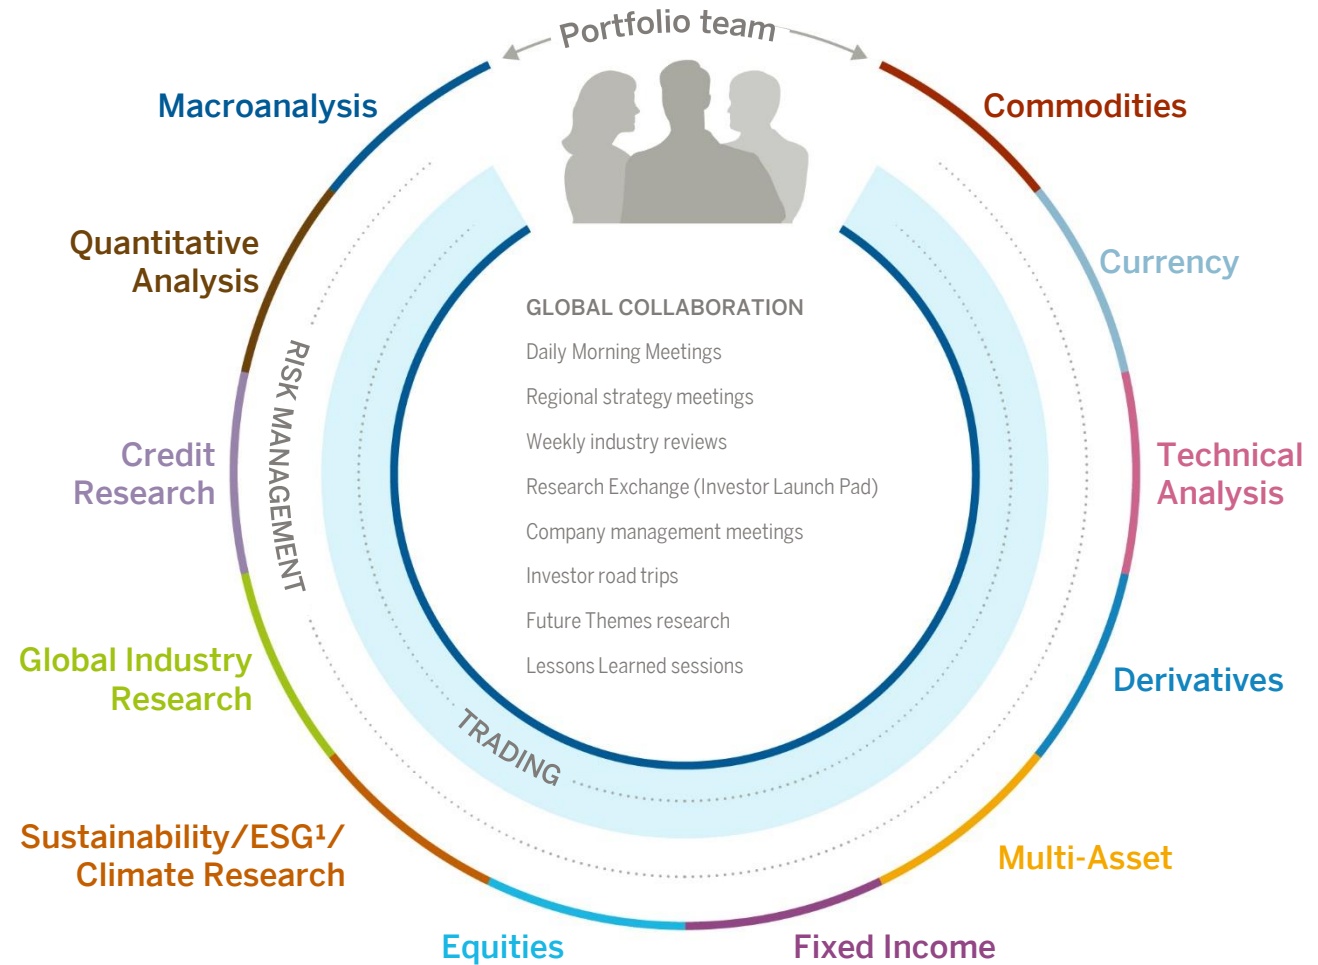 Portfolio team
Macroanalysis
Commodities
Quantitative
Analysis
Currency
GLOBAL COLLABORATION
Daily Morning Meetings
Regional strategy meetings
Weekly industry reviews
Research Exchange (Investor Launch Pad)
Company management meetings
Investor road trips
Future Themes research
Lessons Learned sessions
RISK MANAGEMENT
Credit
Research
Technical
Analysis
Global Industry
Research
Derivatives
TRADING
Sustainability/ESG¹/
Climate Research
Multi-Asset
Equities
Fixed Income